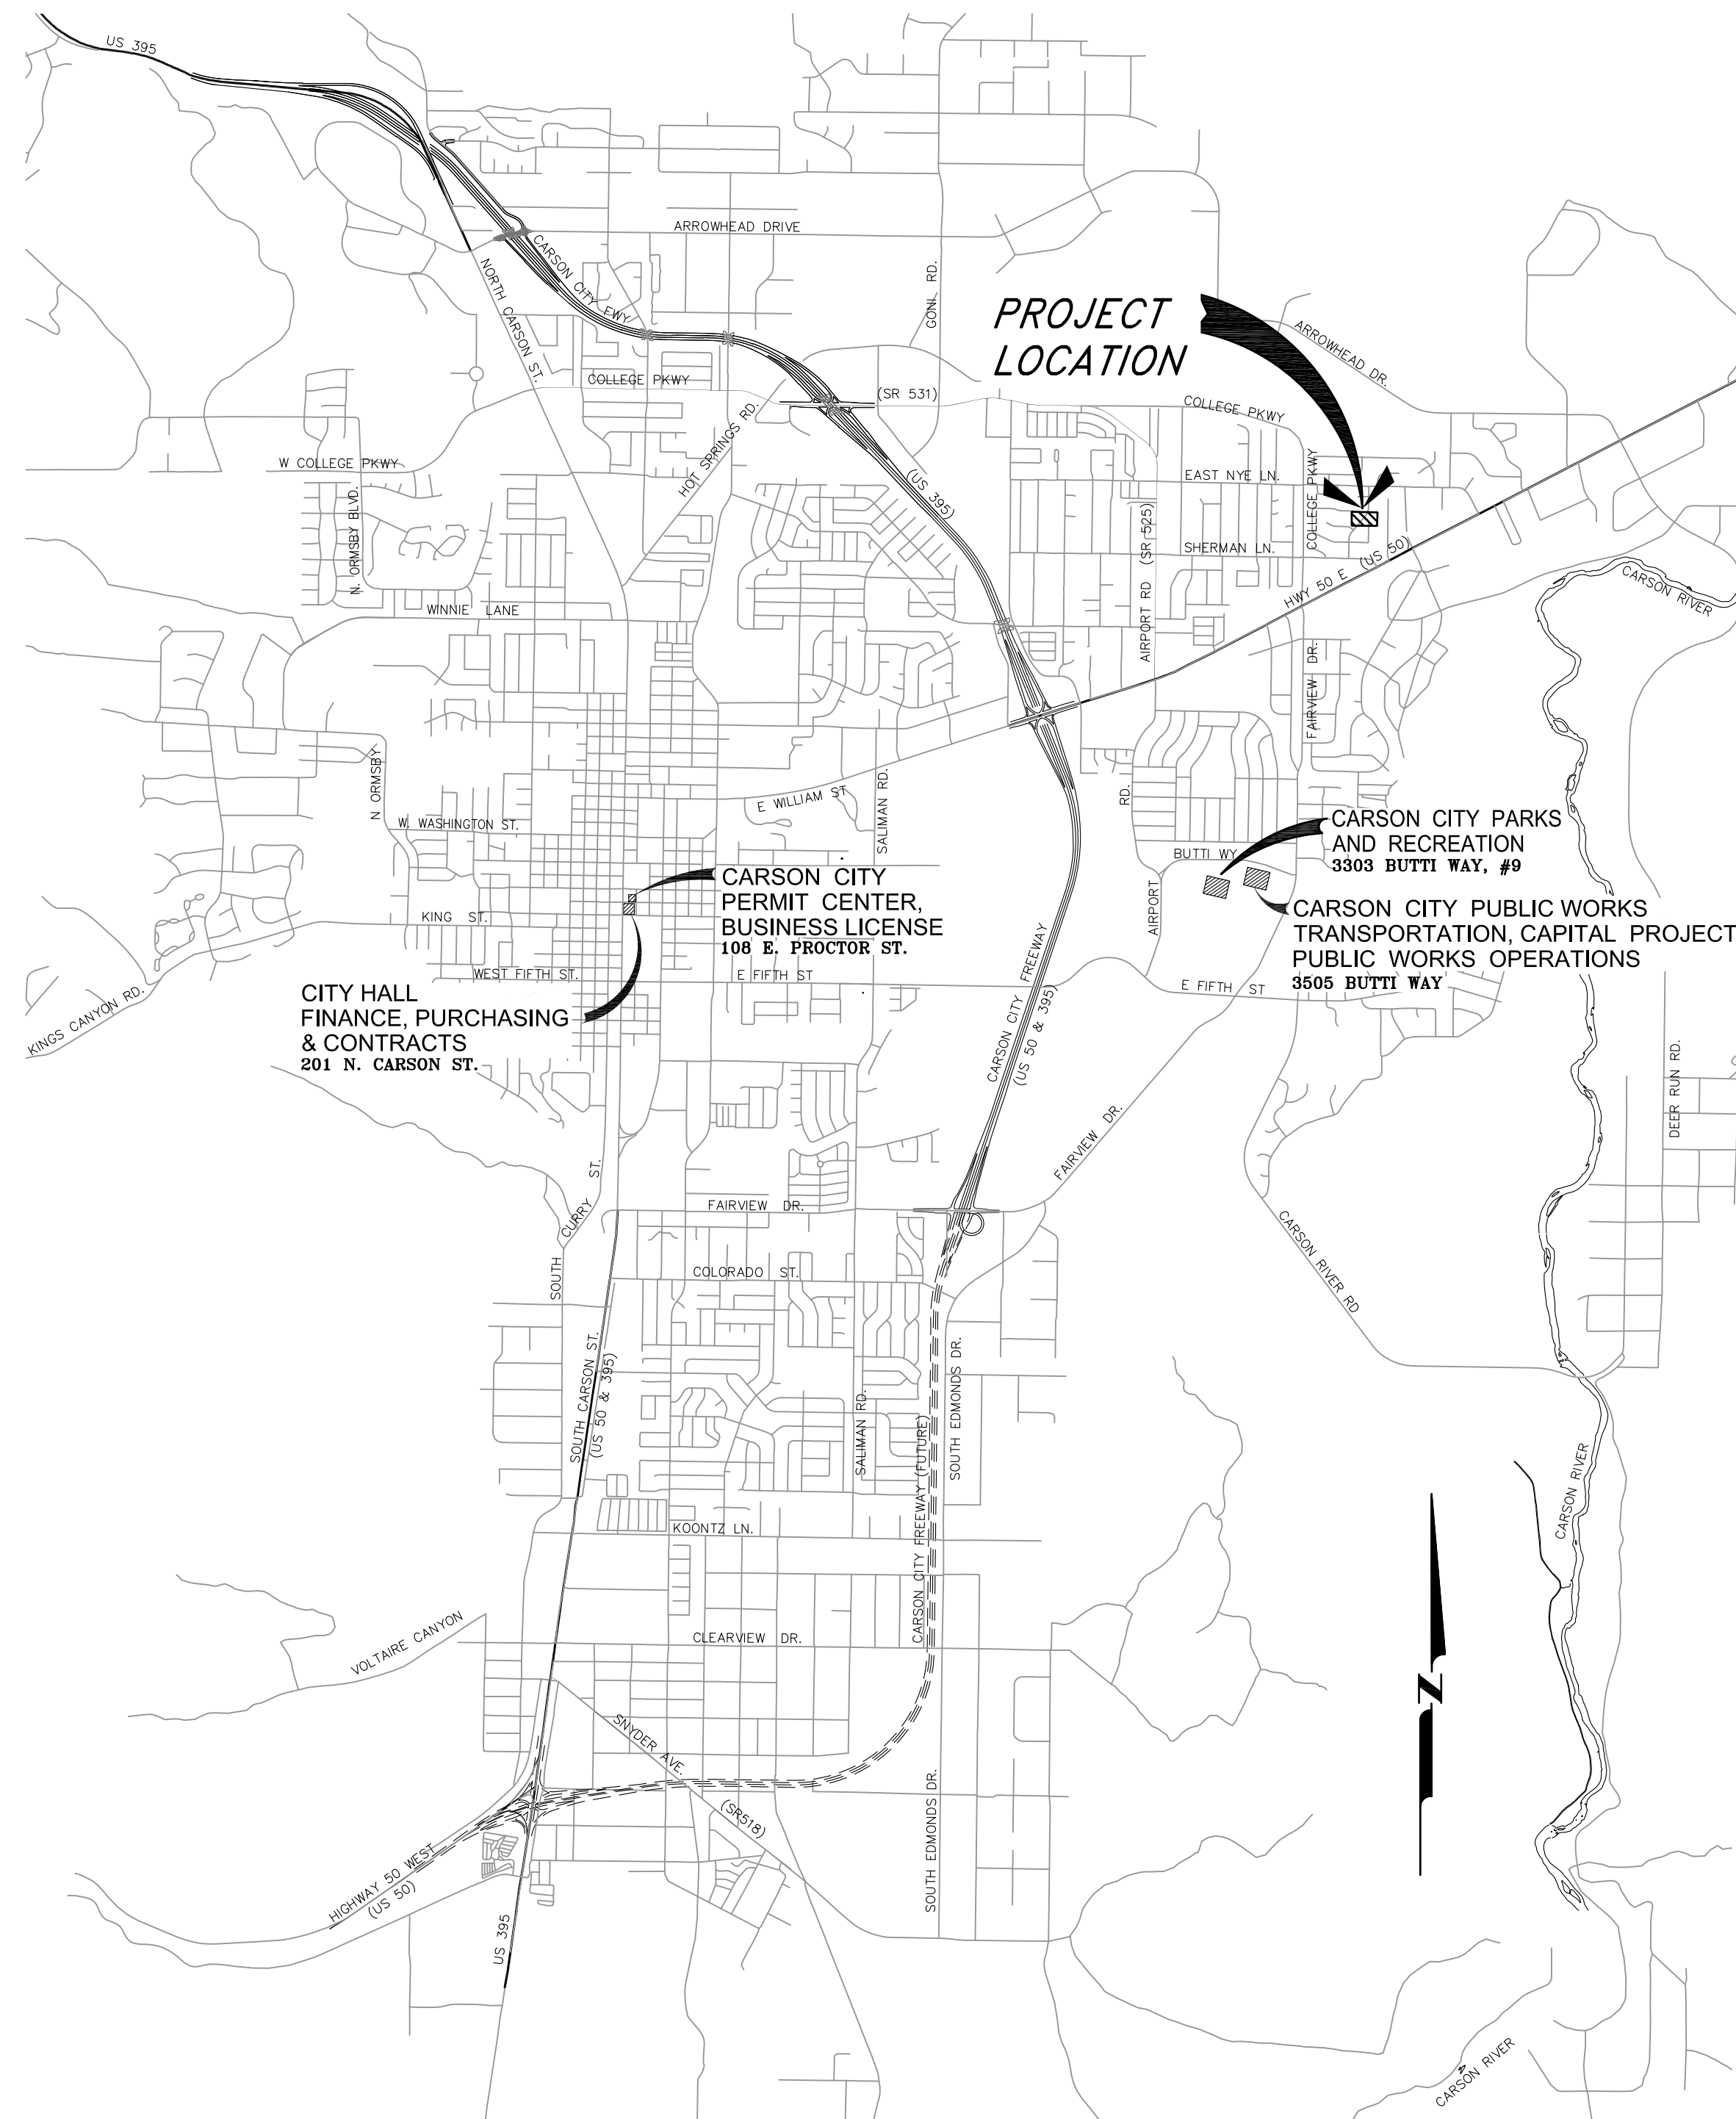 US 395
ARROWHEAD DRIVE
CARSON CITY FWY
NORTH CARSON ST.
GONI RD.
PROJECT
LOCATION
ARROWHEAD DR.
COLLEGE PKWY
(SR 531)
COLLEGE PKWY
HOT SPRINGS RD.
W COLLEGE PKWY
N. ORMSBY BLVD.
(US 395)
EAST NYE LN.
COLLEGE PKWY
AIRPORT RD (SR 525)
SHERMAN LN.
HWY 50 E (US 50)
CARSON RIVER
WINNIE LANE
FAIRVIEW DR.
N ORMSBY
E WILLIAM ST
SALIMAN RD.
AIRPORT RD.
W. WASHINGTON ST.
BUTTI WY
CARSON CITY PARKS
AND RECREATION
3303 BUTTI WAY, #9
CARSON CITY
PERMIT CENTER,
BUSINESS LICENSE
108 E. PROCTOR ST.
KING ST.
CARSON CITY PUBLIC WORKS
TRANSPORTATION, CAPITAL PROJECT
PUBLIC WORKS OPERATIONS
3505 BUTTI WAY
WEST FIFTH ST.
E FIFTH ST
E FIFTH ST
CITY HALL
FINANCE, PURCHASING
& CONTRACTS
201 N. CARSON ST.
KINGS CANYON RD.
CARSON CITY FREEWAY
(US 50 & 395)
DEER RUN RD.
FAIRVIEW DR.
SOUTH CURRY ST.
FAIRVIEW DR.
CARSON RIVER RD
COLORADO ST.
SOUTH CARSON ST.
(US 50 & 395)
SALIMAN RD.
CARSON CITY FREEWAY (FUTURE)
SOUTH EDMONDS DR.
CARSON RIVER
KOONTZ LN.
VOLTAIRE CANYON
CLEARVIEW DR.
N
SNYDER AVE.
(SR518)
SOUTH EDMONDS DR.
HIGHWAY 50 WEST
(US 50)
US 395
CARSON RIVER